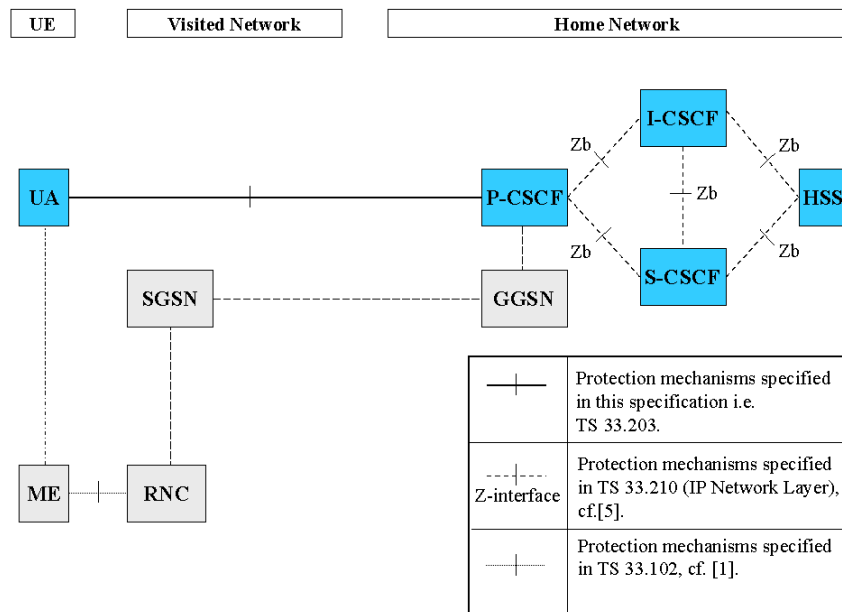 UE
Visited Network
Home Network
I-CSCF
Zb
Zb
UA
P-CSCF
Zb
HSS
Zb
Zb
S-CSCF
SGSN
GGSN
Protection mechanisms specified
in this specification i.e.
TS 33.203.
ME
RNC
Z-interface
Protection mechanisms specified
in TS 33.210 (IP Network Layer),
cf.[5].
Protection mechanisms specified
in TS 33.102, cf. [1].